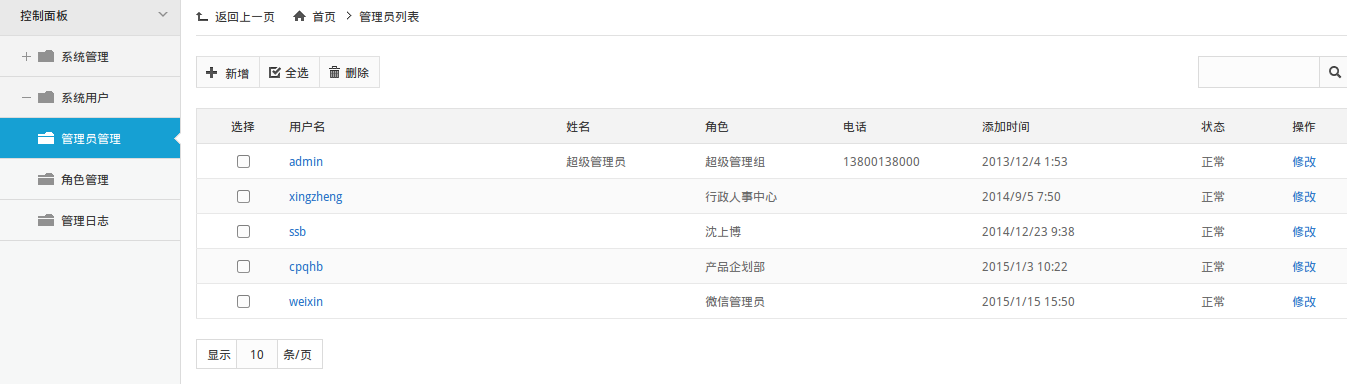 控制面板
系统管理
系统用户
管理员管理
角色管理
管理日志
返回上一页 首页 管理员列表
新增 全选 删除
选择 用户名 姓名 角色 电话 添加时间 状态 操作
admin 超级管理员 超级管理组 13800138000 2013/12/4 1:53 正常 修改
xingzheng 行政人事中心 2014/9/5 7:50 正常 修改
ssb 沈上博 2014/12/23 9:38 正常 修改
cpqhb 产品企划部 2015/1/3 10:22 正常 修改
weixin 微信管理员 2015/1/15 15:50 正常 修改
显示 10 条/页